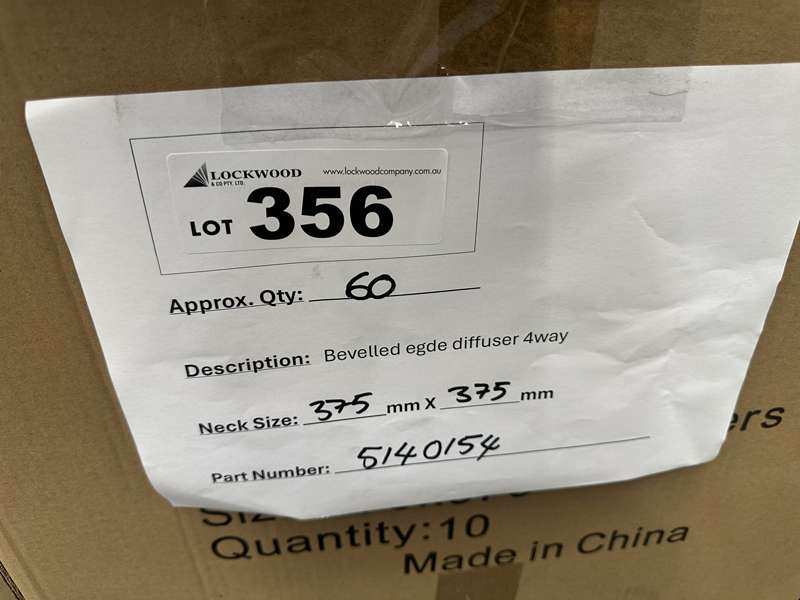 LOCKWOOD
& CO PTY. LTD.
www.lockwoodcompany.com.au
LOT 356
Approx. Qty: 60
Description: Bevelled egde diffuser 4way
Neck Size: 375 mm X 375 mm
Part Number: 5140154
Quantity:10
Made in China